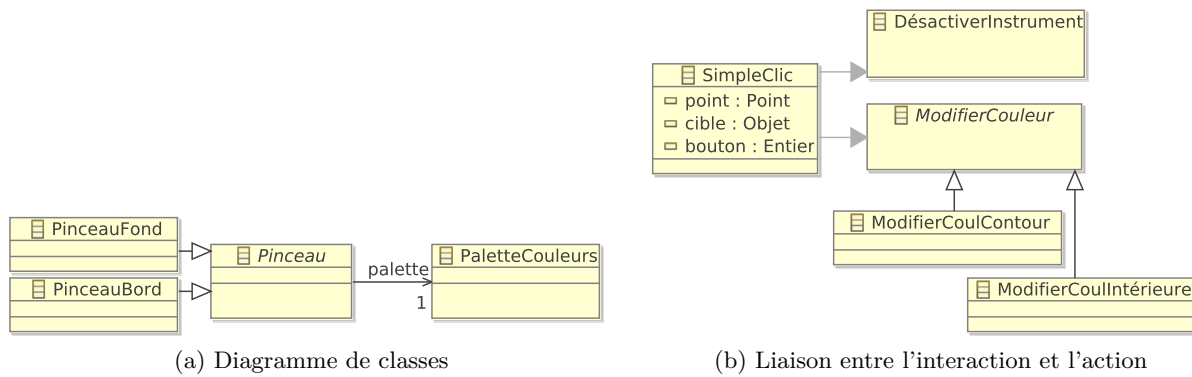 PinceauFond
PinceauBord
Pinceau
palette
1
PaletteCouleurs
(a) Diagramme de classes
SimpleClic
point : Point
cible : Objet
bouton : Entier
DésactiverInstrument
ModifierCouleur
ModifierCoulContour
ModifierCoulIntérieure
(b) Liaison entre l'interaction et l'action